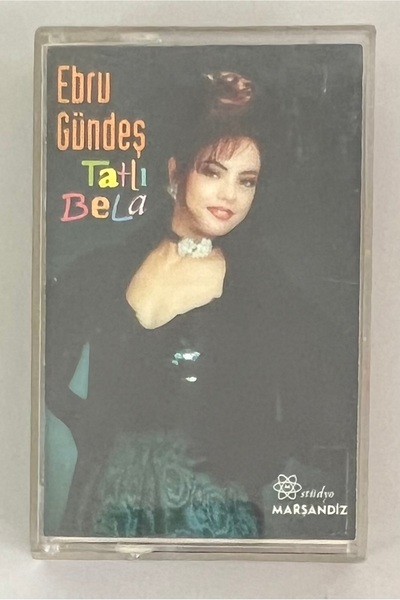 Ebru
Gündeş
Tatlı
BeLa
stüdyo
MARŞANDİZ